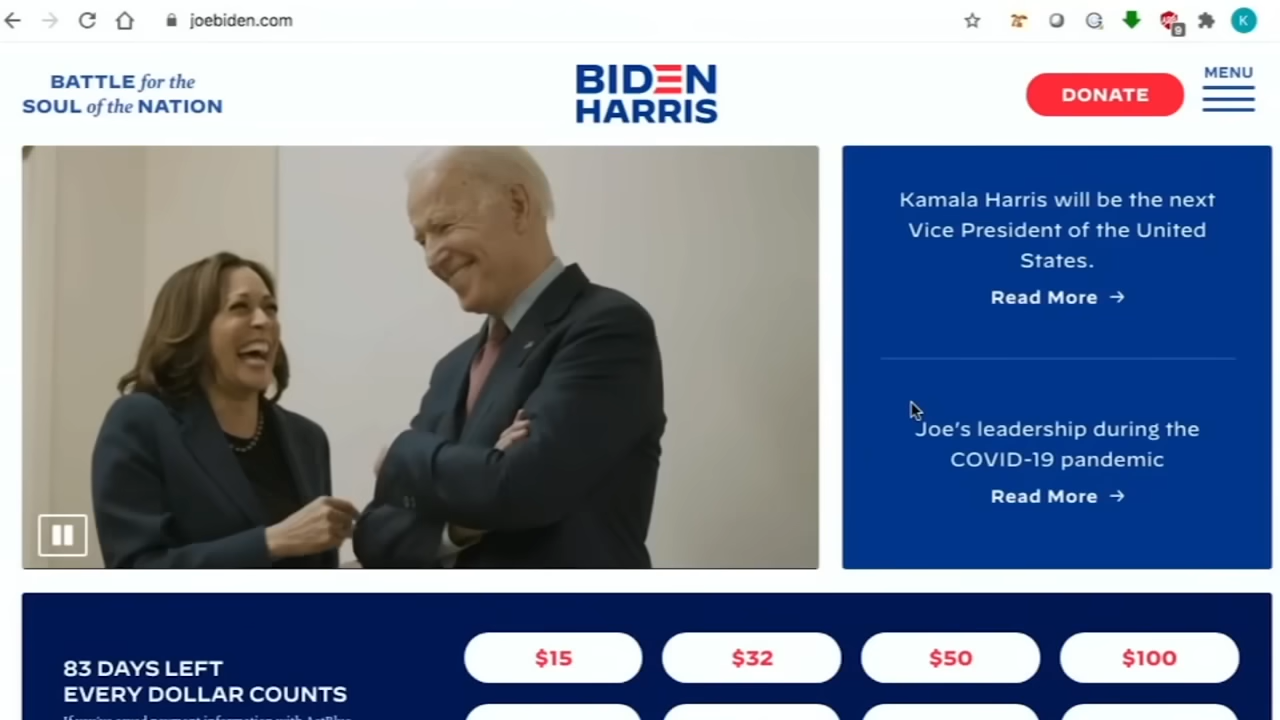 joebiden.com
9
K
BATTLE for the
SOUL of the NATION
BIDEN
HARRIS
DONATE
MENU
Kamala Harris will be the next
Vice President of the United
States.
Read More →
Joe's leadership during the
COVID-19 pandemic
Read More →
83 DAYS LEFT
EVERY DOLLAR COUNTS
$15
$32
$50
$100